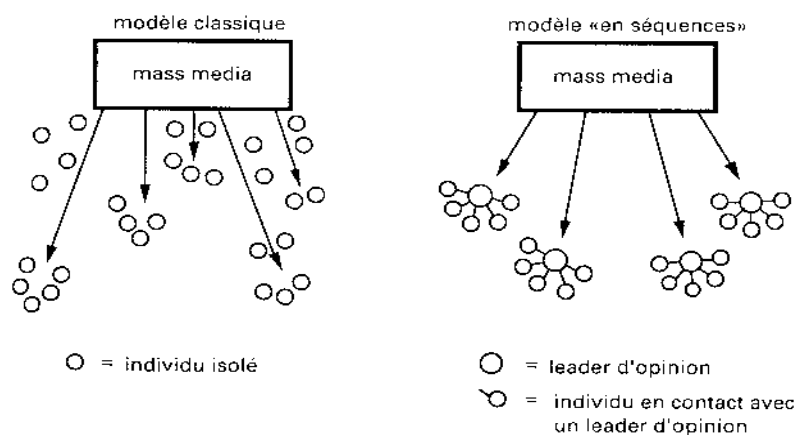 modèle classique
mass media
○ = individu isolé
modèle «en séquences»
mass media
○ = leader d'opinion
= individu en contact avec
un leader d'opinion